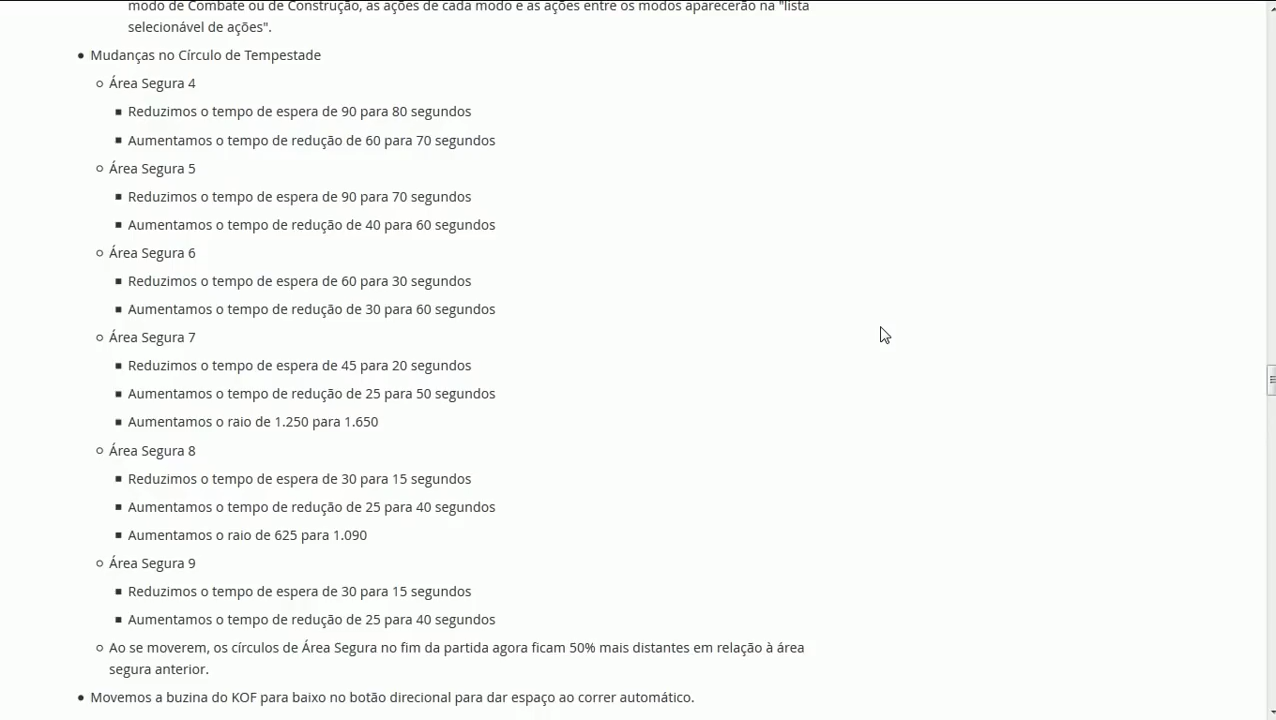 modo de Combate ou de Construção, as ações de cada modo e as ações entre os modos aparecerão na "lista
selecionável de ações".
Mudanças no Círculo de Tempestade
Área Segura 4
Reduzimos o tempo de espera de 90 para 80 segundos
Aumentamos o tempo de redução de 60 para 70 segundos
Área Segura 5
Reduzimos o tempo de espera de 90 para 70 segundos
Aumentamos o tempo de redução de 40 para 60 segundos
Área Segura 6
Reduzimos o tempo de espera de 60 para 30 segundos
Aumentamos o tempo de redução de 30 para 60 segundos
Área Segura 7
Reduzimos o tempo de espera de 45 para 20 segundos
Aumentamos o tempo de redução de 25 para 50 segundos
Aumentamos o raio de 1.250 para 1.650
Área Segura 8
Reduzimos o tempo de espera de 30 para 15 segundos
Aumentamos o tempo de redução de 25 para 40 segundos
Aumentamos o raio de 625 para 1.090
Área Segura 9
Reduzimos o tempo de espera de 30 para 15 segundos
Aumentamos o tempo de redução de 25 para 40 segundos
Ao se moverem, os círculos de Área Segura no fim da partida agora ficam 50% mais distantes em relação à área
segura anterior.
Movemos a buzina do KOF para baixo no botão direcional para dar espaço ao correr automático.